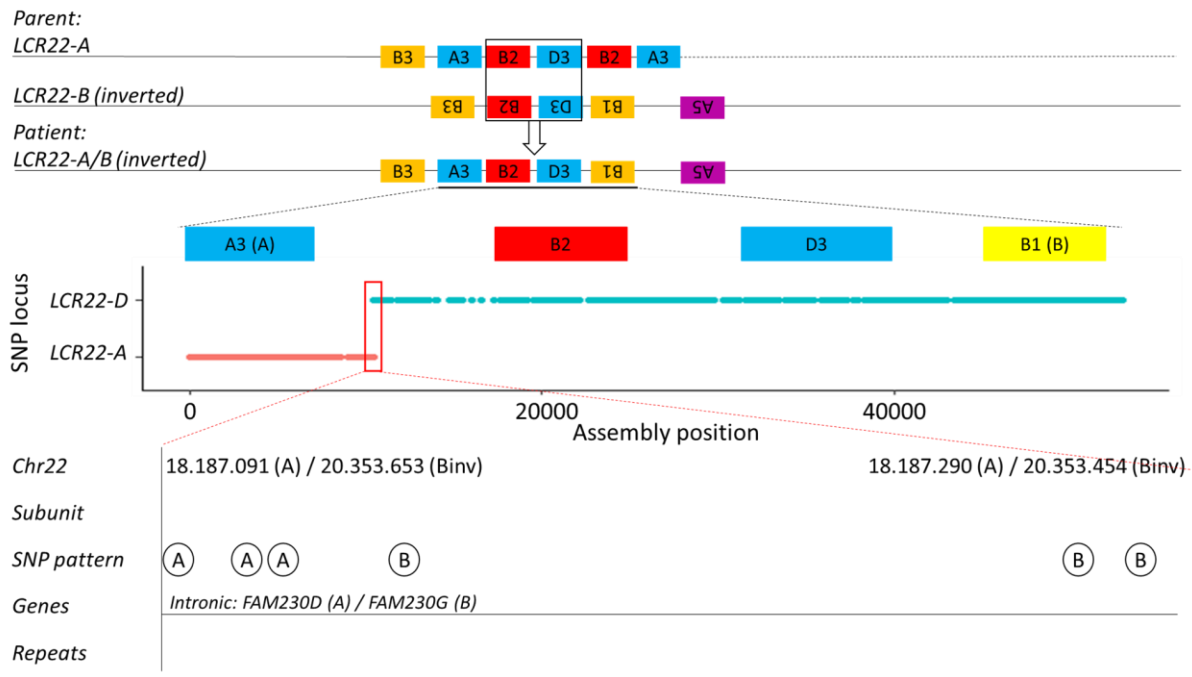 Parent:
LCR22-A
B3 A3 B2 D3 B2 A3
LCR22-B (inverted)
B3 B2 D3 B1 A5
Patient:
LCR22-A/B (inverted)
B3 A3 B2 D3 B1 A5
A3 (A) B2 D3 B1 (B)
SNP locus
LCR22-D
LCR22-A
0 20000 40000
Assembly position
Chr22 18.187.091 (A) / 20.353.653 (Binv) 18.187.290 (A) / 20.353.454 (Binv)
Subunit
SNP pattern A A A B B B
Genes Intronic: FAM230D (A) / FAM230G (B)
Repeats